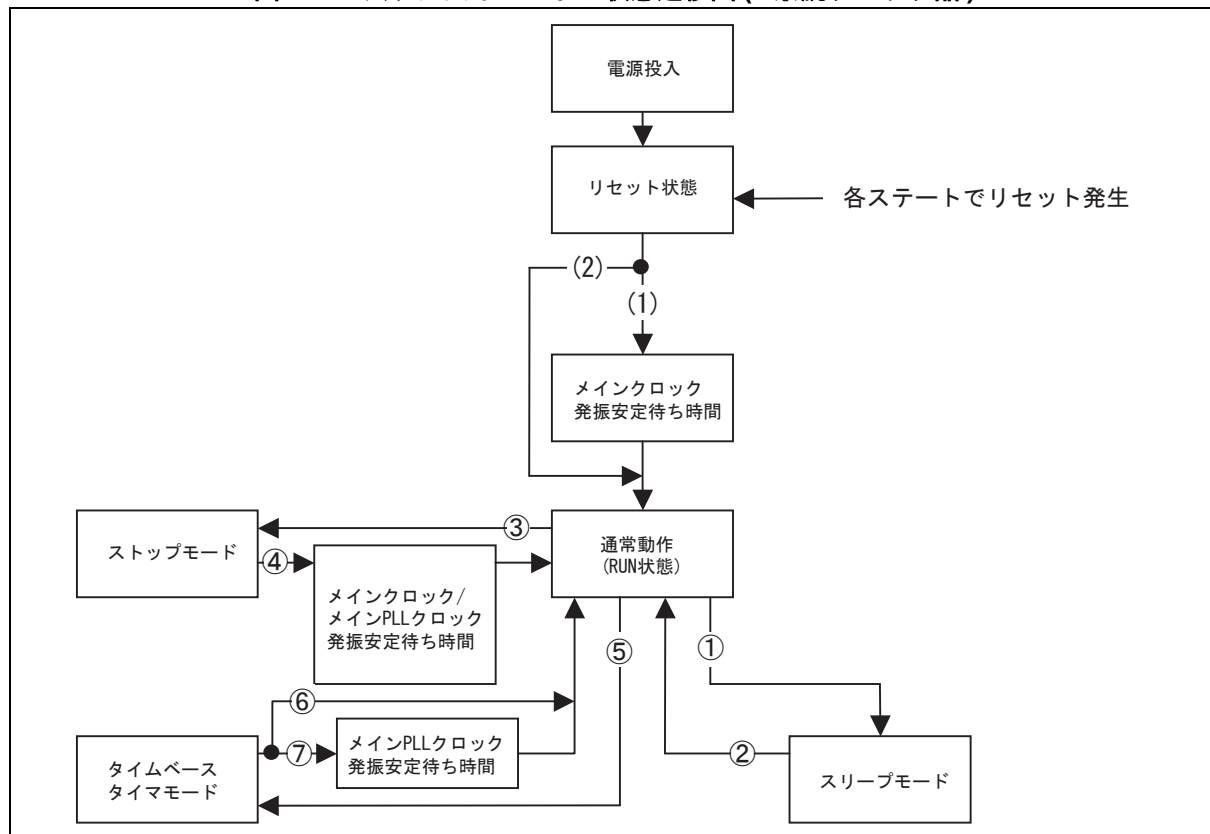 電源投入
リセット状態
各ステートでリセット発生
(2)
(1)
メインクロック
発振安定待ち時間
ストップモード
③
④
通常動作
(RUN状態)
メインクロック/
メインPLLクロック
発振安定待ち時間
⑤
①
⑥
⑦
メインPLLクロック
発振安定待ち時間
②
タイムベース
タイマモード
スリープモード